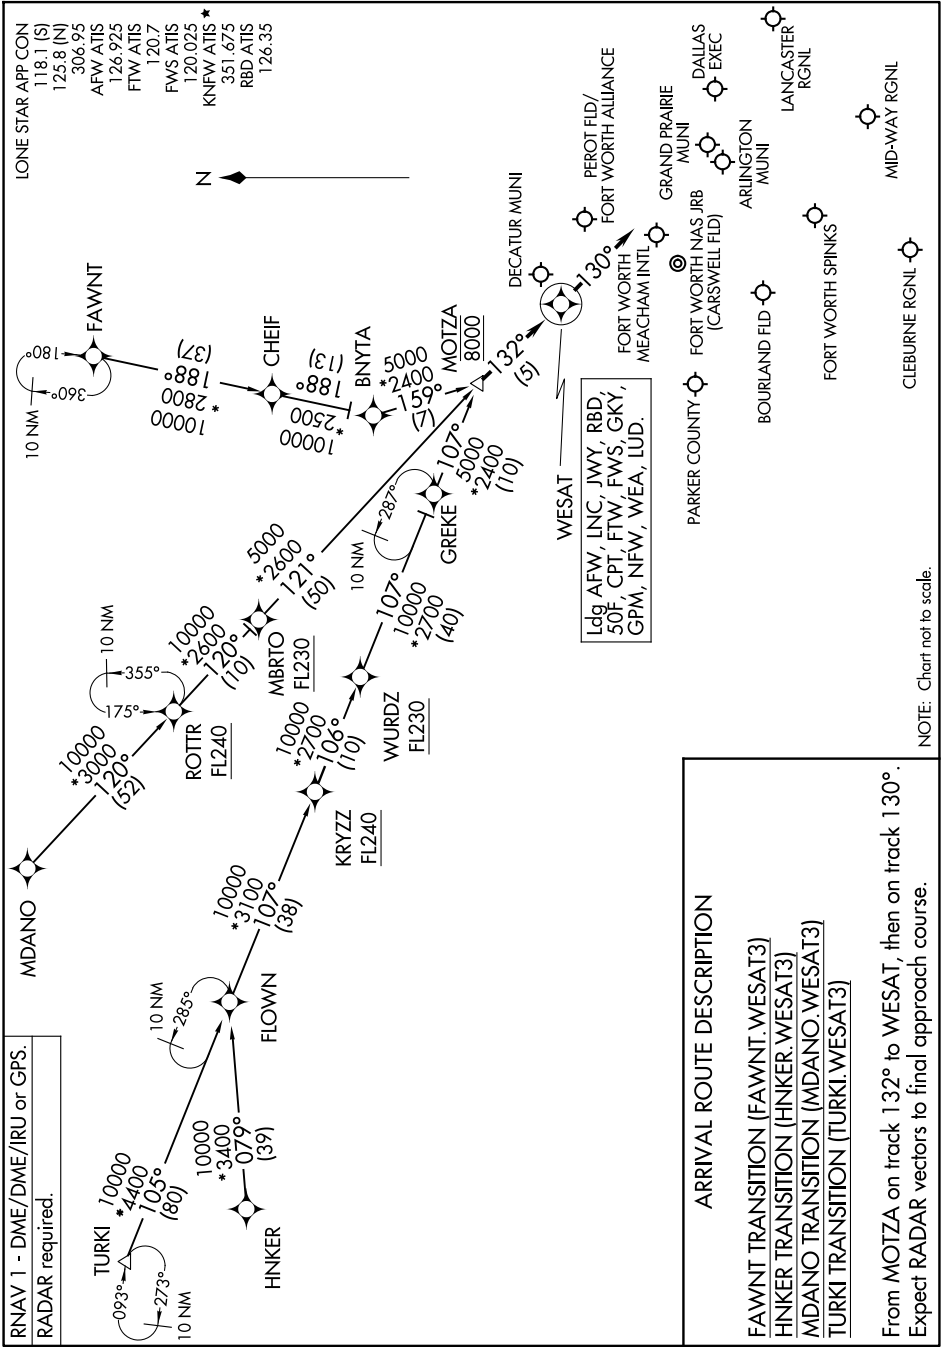 RNAV 1 - DME/DME/IRU or GPS.
RADAR required.
LONE STAR APP CON
118.1 (S)
125.8 (N)
306.95
AFW ATIS
126.925
FTW ATIS
120.7
FWS ATIS
120.025
KNFW ATIS ★
351.675
RBD ATIS
126.35
N
TURKI
093°
273°
10 NM
10000
*4400
105°
(80)
HNKER
10000
*3400
079°
(39)
FLOWN
10 NM
285°
10000
*3100
107°
(38)
KRYZZ
FL240
10000
*2700
106°
(10)
WURDZ
FL230
107°
10000
*2700
(40)
GREKE
10 NM
287°
107°
5000
*2400
(10)
MDANO
10000
*3000
120°
(52)
ROTTR
FL240
175°
355°
10 NM
10000
*2600
120°
(10)
MBRTO
FL230
5000
*2600
121°
(50)
FAWNT
10 NM
360°
180°
(37)
188°
*2800
10000
CHEIF
(13)
188°
*2500
10000
BNYTA
5000
*2400
159°
(7)
MOTZA
8000
132°
(5)
WESAT
130°
Ldg AFW, LNC, JWY, RBD,
50F, CPT, FTW, FWS, GKY,
GPM, NFW, WEA, LUD.
DECATUR MUNI
PEROT FLD/
FORT WORTH ALLIANCE
FORT WORTH
MEACHAM INTL
GRAND PRAIRIE
MUNI
DALLAS
EXEC
LANCASTER
RGNL
ARLINGTON
MUNI
FORT WORTH NAS JRB
(CARSWELL FLD)
PARKER COUNTY
BOURLAND FLD
FORT WORTH SPINKS
MID-WAY RGNL
CLEBURNE RGNL
NOTE: Chart not to scale.
ARRIVAL ROUTE DESCRIPTION
FAWNT TRANSITION (FAWNT.WESAT3)
HNKER TRANSITION (HNKER.WESAT3)
MDANO TRANSITION (MDANO.WESAT3)
TURKI TRANSITION (TURKI.WESAT3)
From MOTZA on track 132° to WESAT, then on track 130°.
Expect RADAR vectors to final approach course.